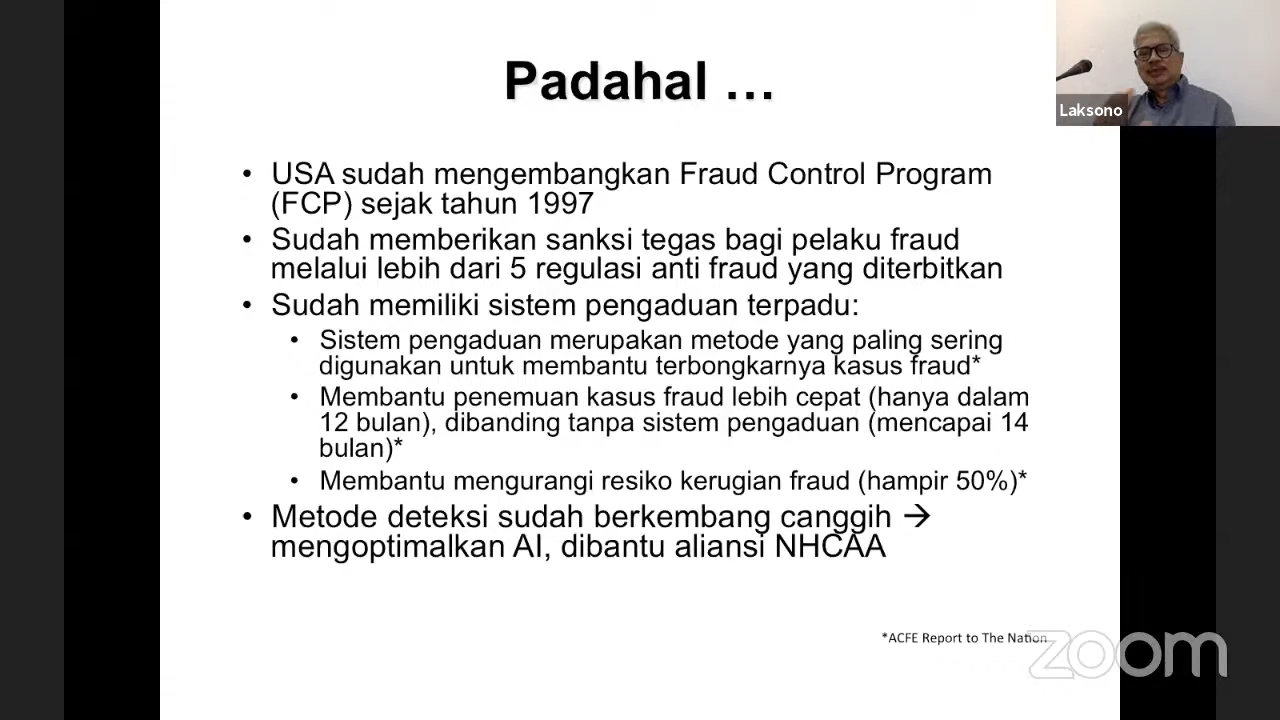 Padahal …
Laksono
• USA sudah mengembangkan Fraud Control Program
(FCP) sejak tahun 1997
• Sudah memberikan sanksi tegas bagi pelaku fraud
melalui lebih dari 5 regulasi anti fraud yang diterbitkan
• Sudah memiliki sistem pengaduan terpadu:
• Sistem pengaduan merupakan metode yang paling sering
digunakan untuk membantu terbongkarnya kasus fraud*
• Membantu penemuan kasus fraud lebih cepat (hanya dalam
12 bulan), dibanding tanpa sistem pengaduan (mencapai 14
bulan)*
• Membantu mengurangi resiko kerugian fraud (hampir 50%)*
• Metode deteksi sudah berkembang canggih →
mengoptimalkan AI, dibantu aliansi NHCAA
*ACFE Report to The Nation
zoom